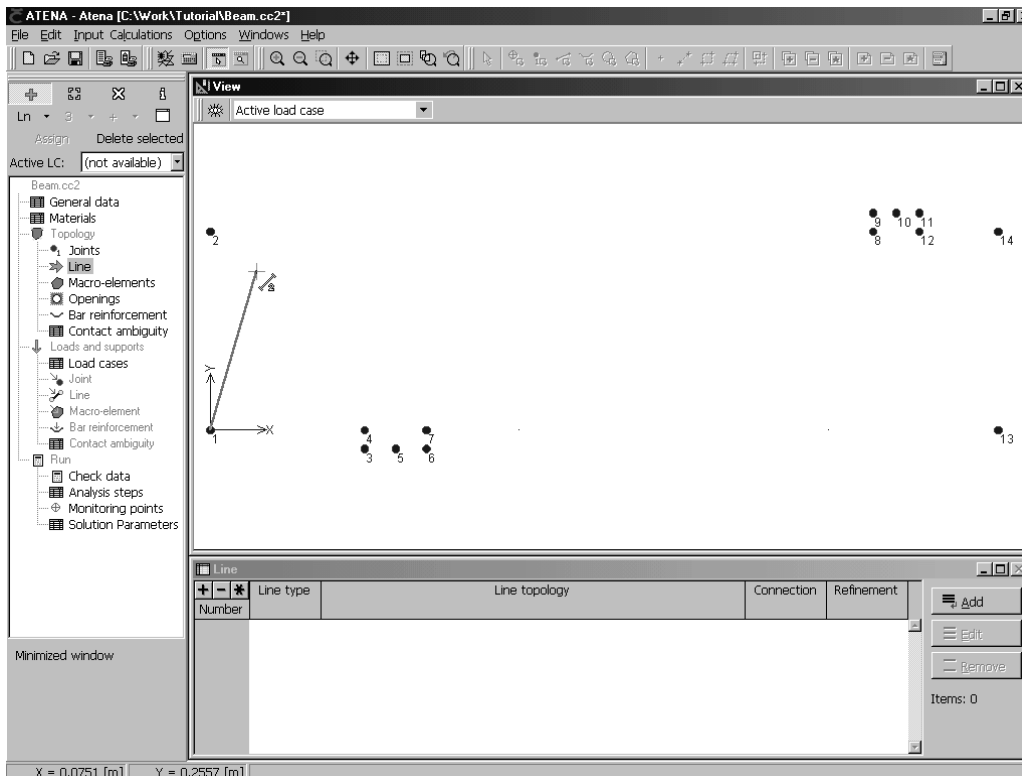 ATENA - Atena [C:\Work\Tutorial\Beam.cc2*]
File Edit Input Calculations Options Windows Help
View
Ln 3
Active load case
Assign Delete selected
Active LC: (not available)
Beam.cc2
General data
Materials
Topology
Joints
Line
Macro-elements
Openings
Bar reinforcement
Contact ambiguity
Loads and supports
Load cases
Joint
Line
Macro-element
Bar reinforcement
Contact ambiguity
Run
Check data
Analysis steps
Monitoring points
Solution Parameters
Minimized window
9 10 11
2 8 12 14
Y
X
1 4 7 13
3 5 6
Line
Number Line type Line topology Connection Refinement
Add
Edit
Remove
Items: 0
X = 0.0751 [m] Y = 0.2557 [m]